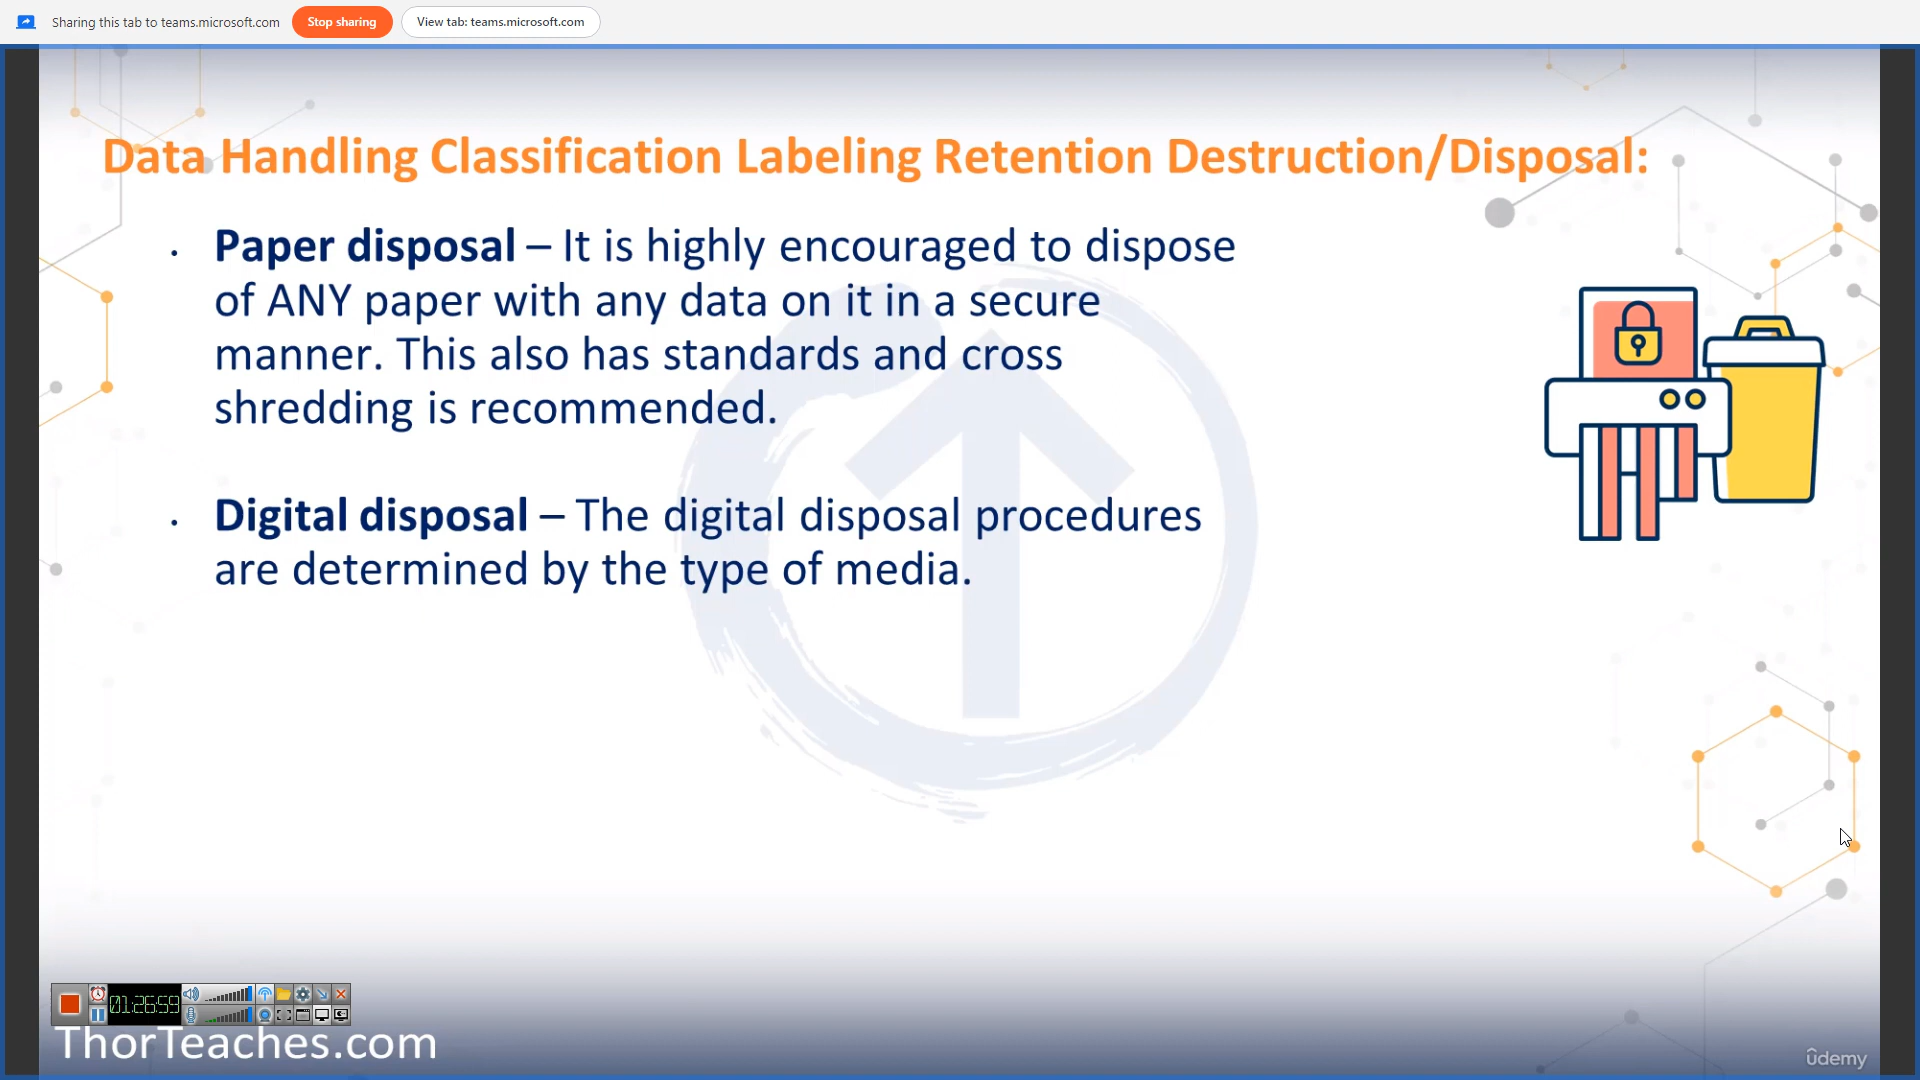 Sharing this tab to teams.microsoft.com
Stop sharing
View tab: teams.microsoft.com
Data Handling Classification Labeling Retention Destruction/Disposal:
• Paper disposal – It is highly encouraged to dispose
of ANY paper with any data on it in a secure
manner. This also has standards and cross
shredding is recommended.
• Digital disposal – The digital disposal procedures
are determined by the type of media.
01:26:59
ThorTeaches.com
ûdemy